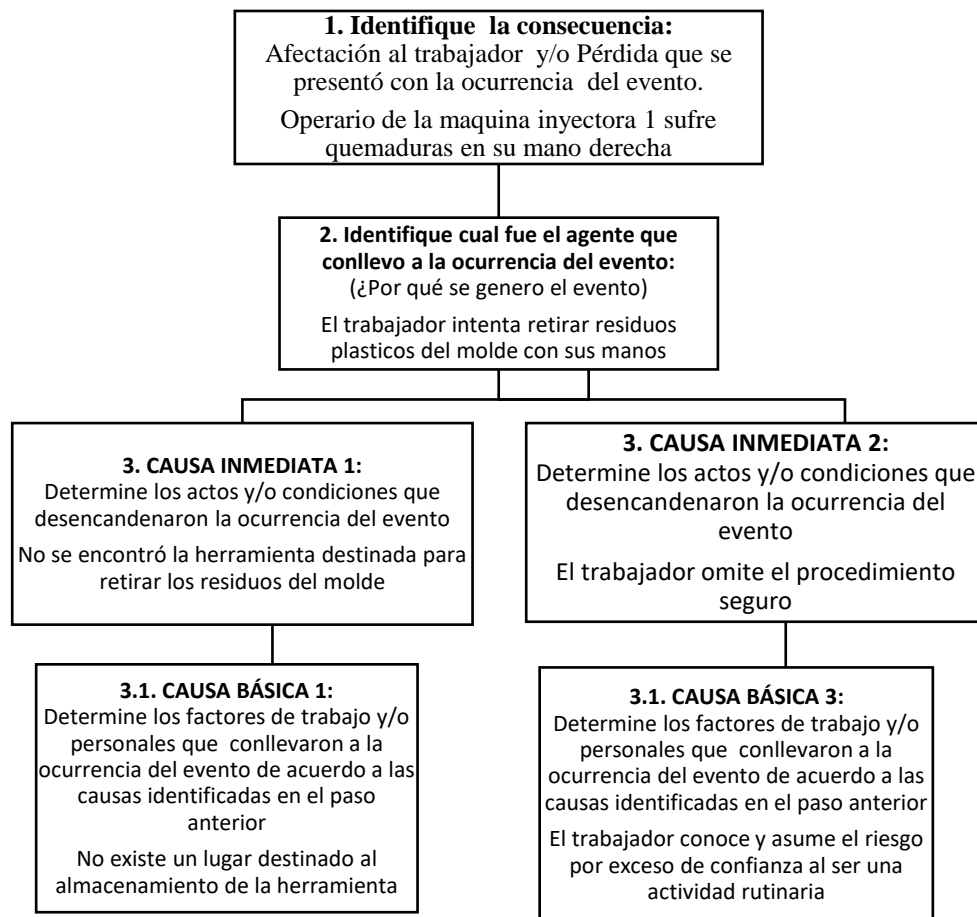 1. Identifique la consecuencia:
Afectación al trabajador y/o Pérdida que se
presentó con la ocurrencia del evento.
Operario de la maquina inyectora 1 sufre
quemaduras en su mano derecha
2. Identifique cual fue el agente que
conllevo a la ocurrencia del evento:
(¿Por qué se genero el evento)
El trabajador intenta retirar residuos
plasticos del molde con sus manos
3. CAUSA INMEDIATA 1:
Determine los actos y/o condiciones que
desencandenaron la ocurrencia del evento
No se encontró la herramienta destinada para
retirar los residuos del molde
3. CAUSA INMEDIATA 2:
Determine los actos y/o condiciones que
desencandenaron la ocurrencia del
evento
El trabajador omite el procedimiento
seguro
3.1. CAUSA BÁSICA 1:
Determine los factores de trabajo y/o
personales que conllevaron a la
ocurrencia del evento de acuerdo a las
causas identificadas en el paso
anterior
No existe un lugar destinado al
almacenamiento de la herramienta
3.1. CAUSA BÁSICA 3:
Determine los factores de trabajo y/o
personales que conllevaron a la
ocurrencia del evento de acuerdo a las
causas identificadas en el paso anterior
El trabajador conoce y asume el riesgo
por exceso de confianza al ser una
actividad rutinaria